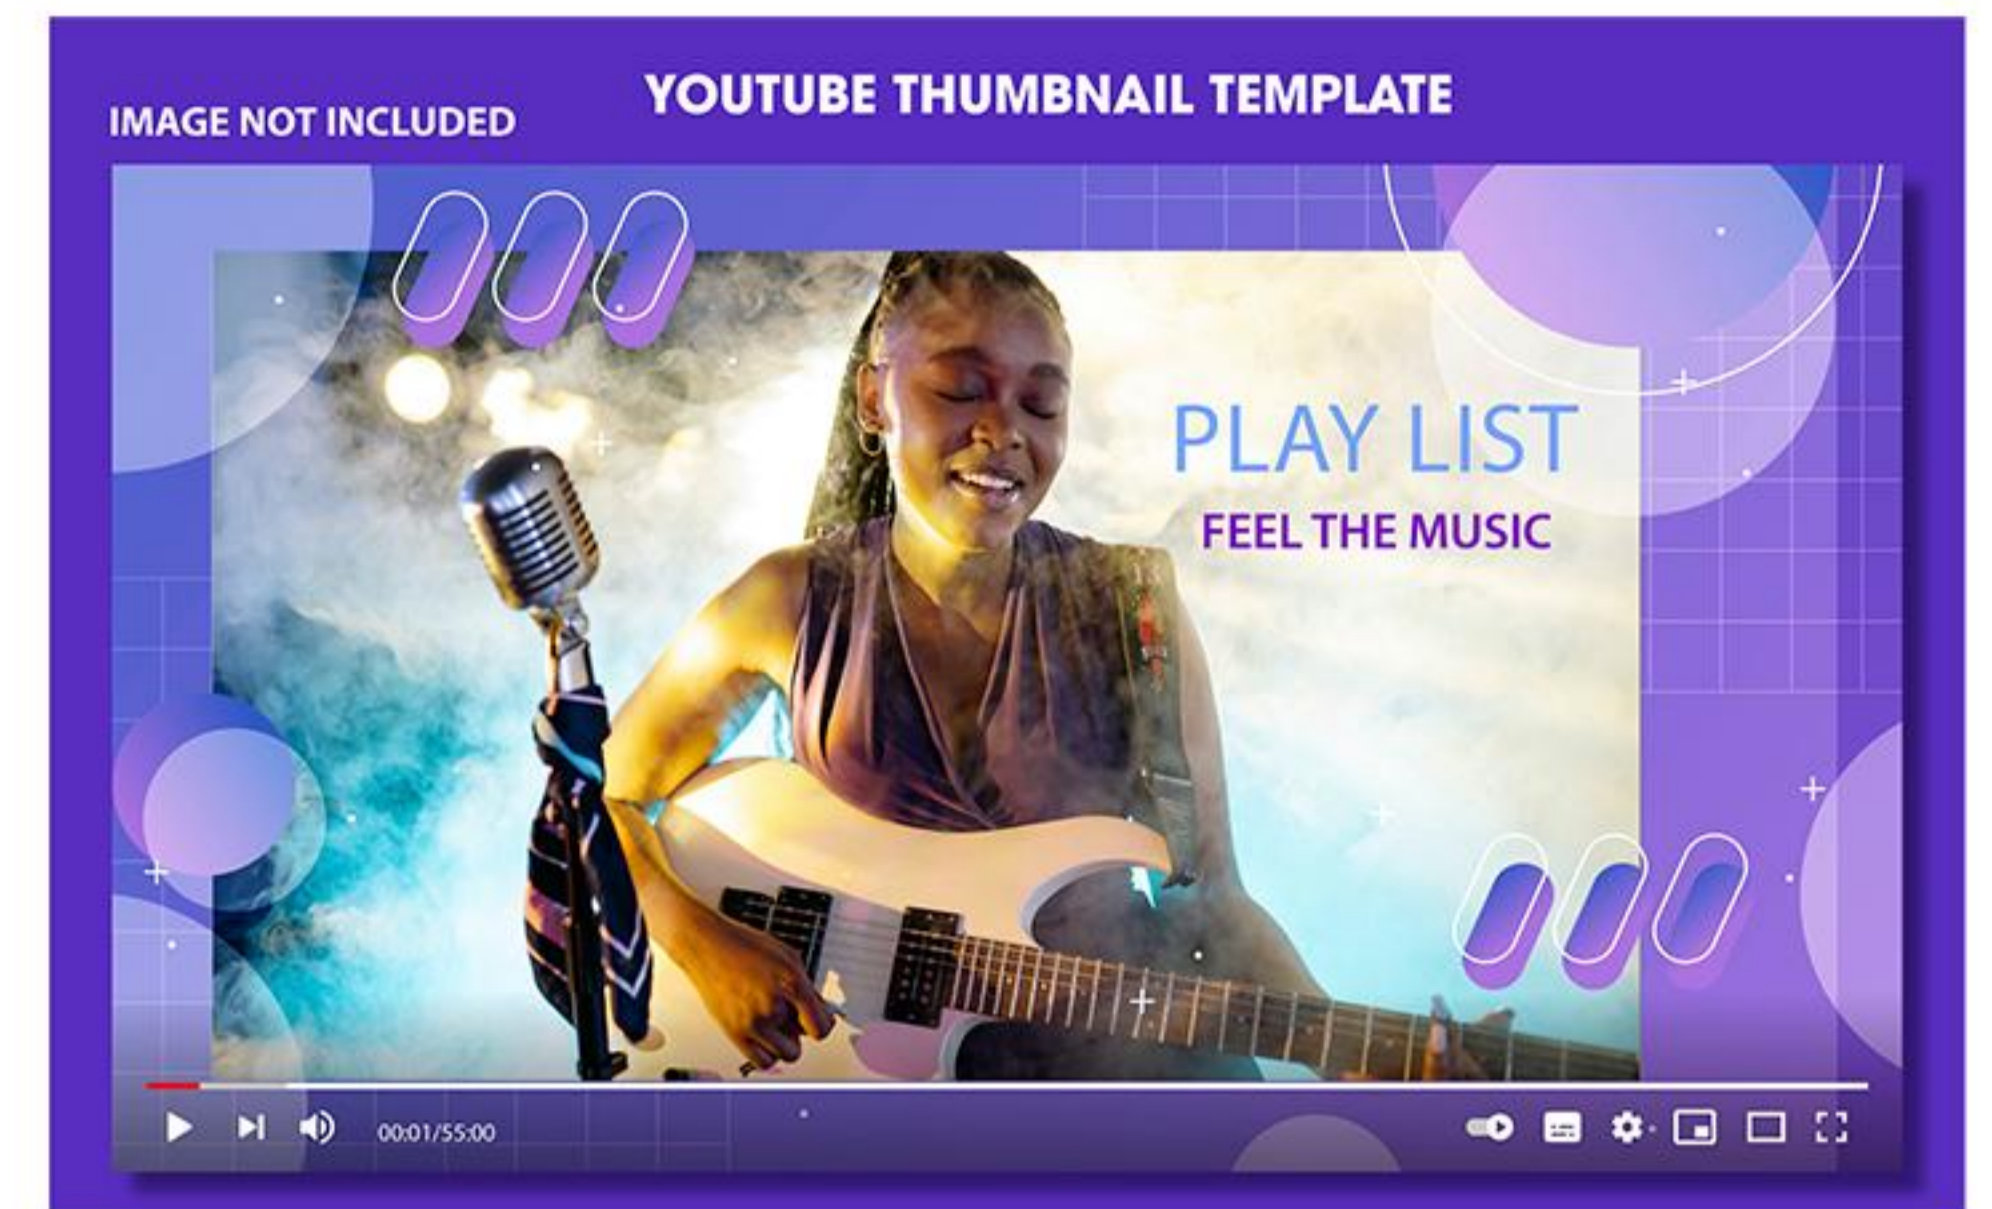 YOUTUBE THUMBNAIL TEMPLATE
IMAGE NOT INCLUDED
PLAY LIST
FEEL THE MUSIC
00:01/55:00